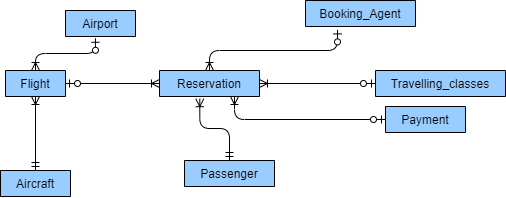 Airport
Booking_Agent
Flight
Reservation
Travelling_classes
Payment
Aircraft
Passenger